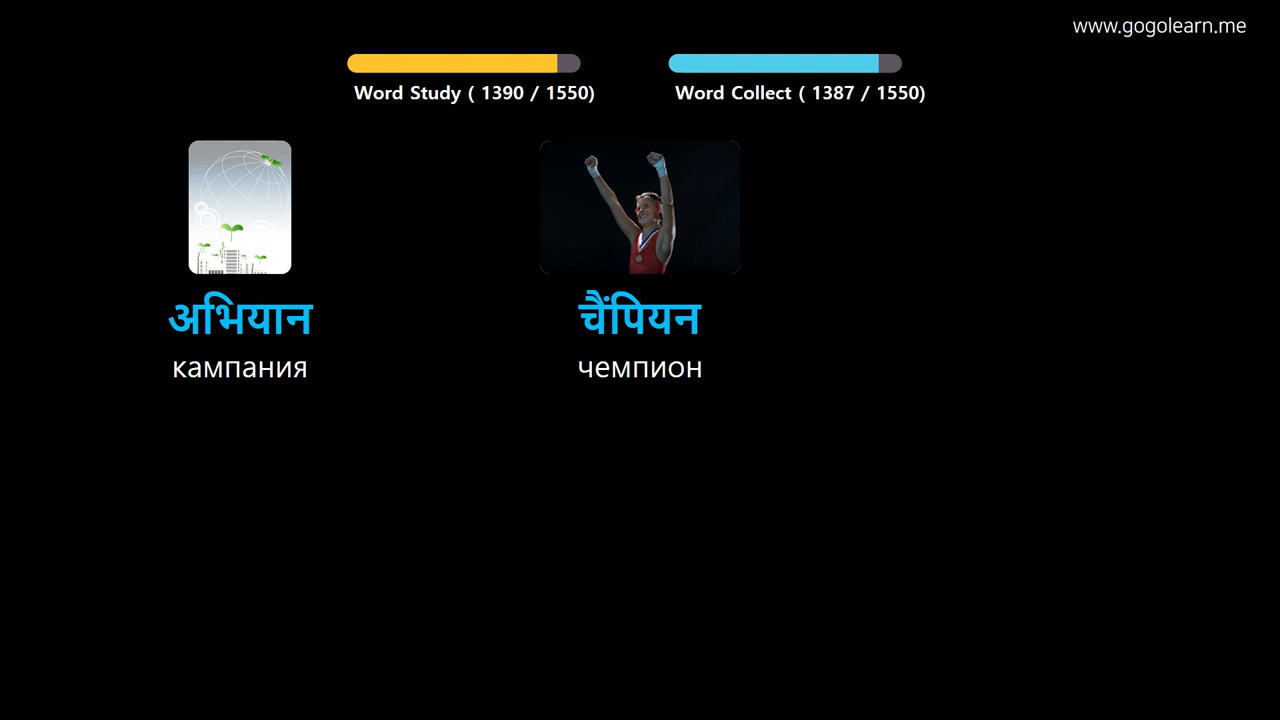 www.gogolearn.me
Word Study ( 1390 / 1550)
Word Collect ( 1387 / 1550)
अभियान
кампания
चैंपियन
чемпион